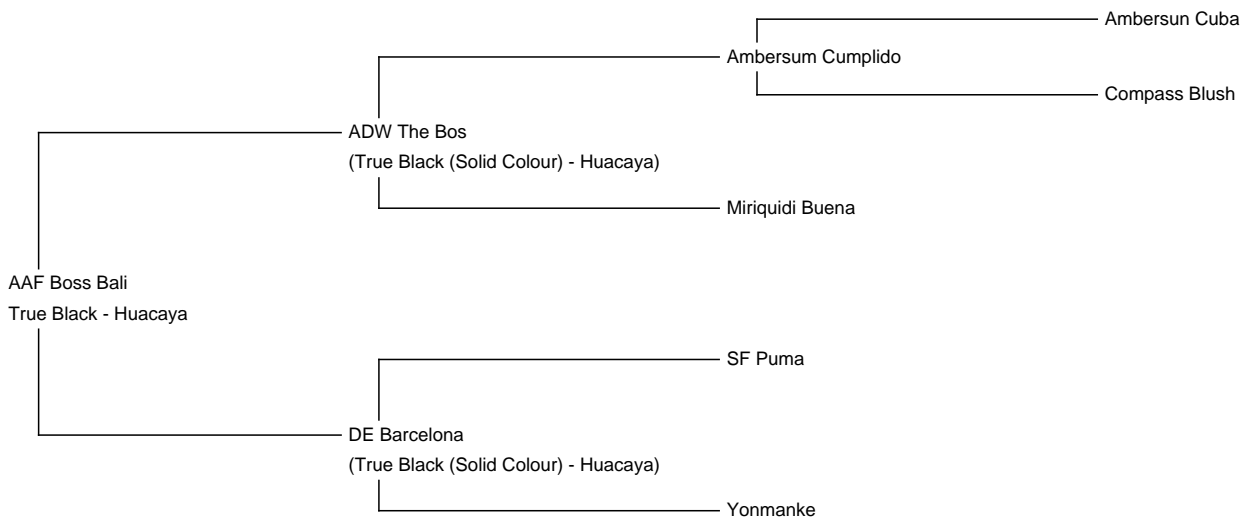 Ambersun Cuba
Ambersum Cumplido
Compass Blush
ADW The Bos
(True Black (Solid Colour) - Huacaya)
Miriquidi Buena
AAF Boss Bali
True Black - Huacaya
SF Puma
DE Barcelona
(True Black (Solid Colour) - Huacaya)
Yonmanke